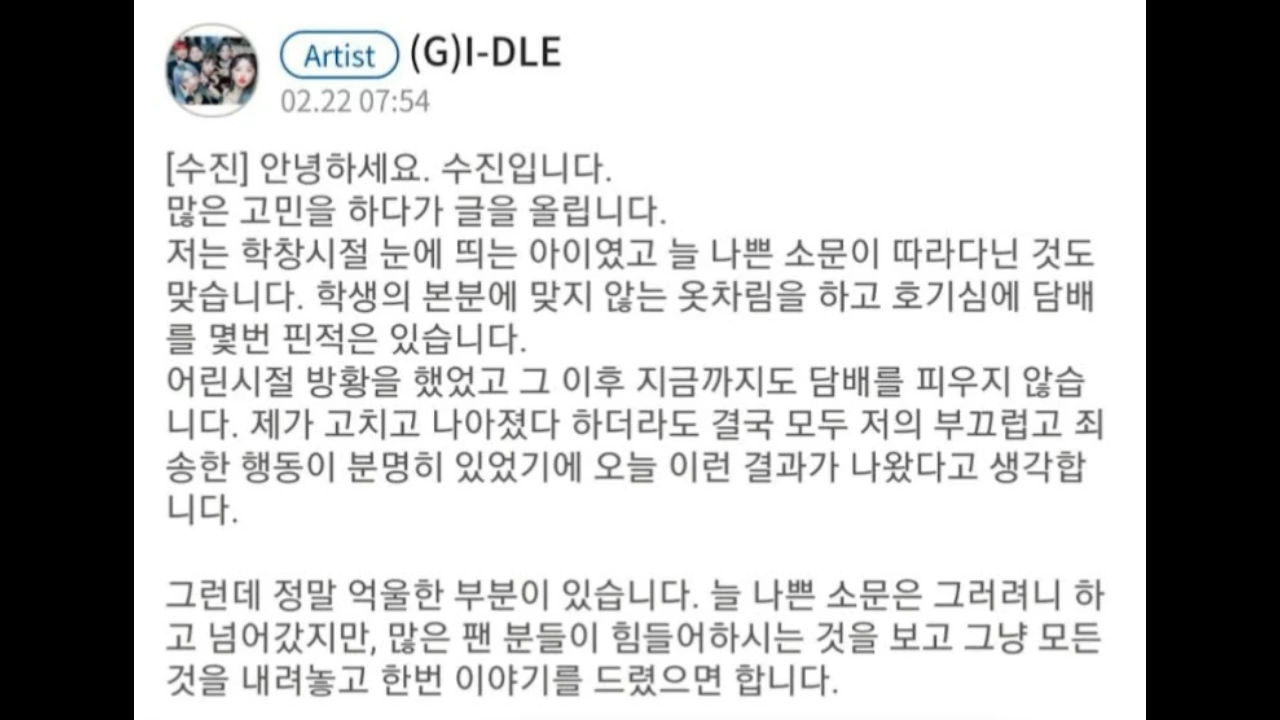 Artist (G)I-DLE
02.22 07:54
[수진] 안녕하세요. 수진입니다.
많은 고민을 하다가 글을 올립니다.
저는 학창시절 눈에 띄는 아이였고 늘 나쁜 소문이 따라다닌 것도
맞습니다. 학생의 본분에 맞지 않는 옷차림을 하고 호기심에 담배
를 몇번 핀적은 있습니다.
어린시절 방황을 했었고 그 이후 지금까지도 담배를 피우지 않습
니다. 제가 고치고 나아졌다 하더라도 결국 모두 저의 부끄럽고 죄
송한 행동이 분명히 있었기에 오늘 이런 결과가 나왔다고 생각합
니다.
그런데 정말 억울한 부분이 있습니다. 늘 나쁜 소문은 그러려니 하
고 넘어갔지만, 많은 팬 분들이 힘들어하시는 것을 보고 그냥 모든
것을 내려놓고 한번 이야기를 드렸으면 합니다.